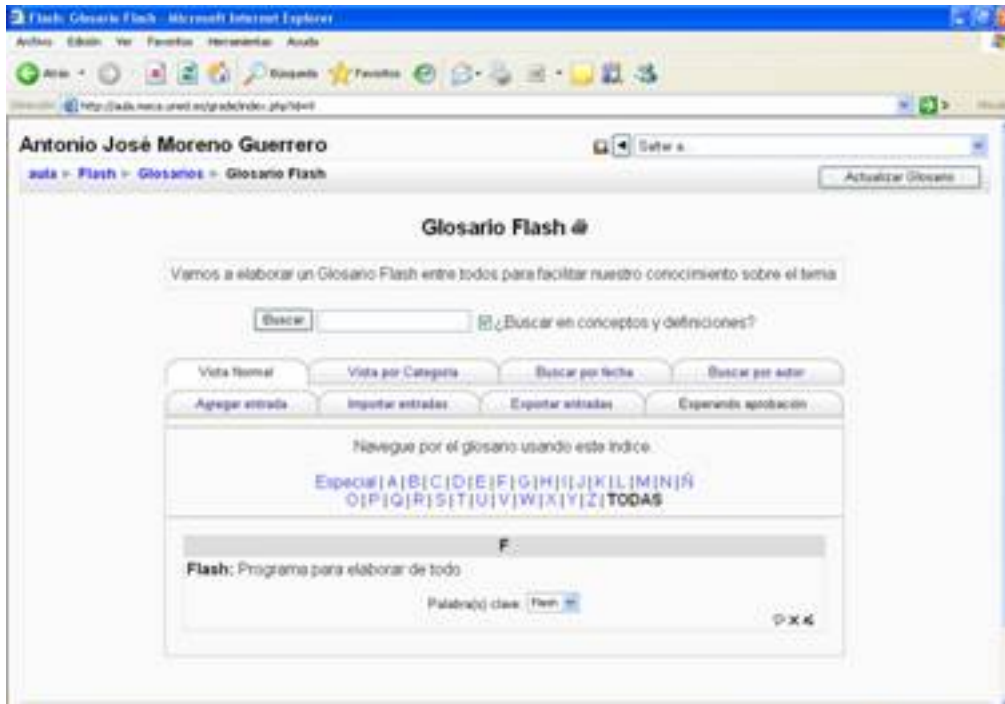 Flash: Glosario Flash - Microsoft Internet Explorer
Archivo Edición Ver Favoritos Herramientas Ayuda
Atrás Búsqueda Favoritos
Antonio José Moreno Guerrero
Saltar a...
aula ► Flash ► Glosarios ► Glosario Flash
Actualizar Glosario
Glosario Flash
Vamos a elaborar un Glosario Flash entre todos para facilitar nuestro conocimiento sobre el tema
Buscar
¿Buscar en conceptos y definiciones?
Vista Normal Vista por Categoría Buscar por fecha Buscar por autor
Agregar entrada Importar entradas Exportar entradas Esperando aprobación
Navegue por el glosario usando este índice.
Especial | A | B | C | D | E | F | G | H | I | J | K | L | M | N | Ñ
O | P | Q | R | S | T | U | V | W | X | Y | Z | TODAS
F
Flash: Programa para elaborar de todo
Palabra(s) clave: Flash